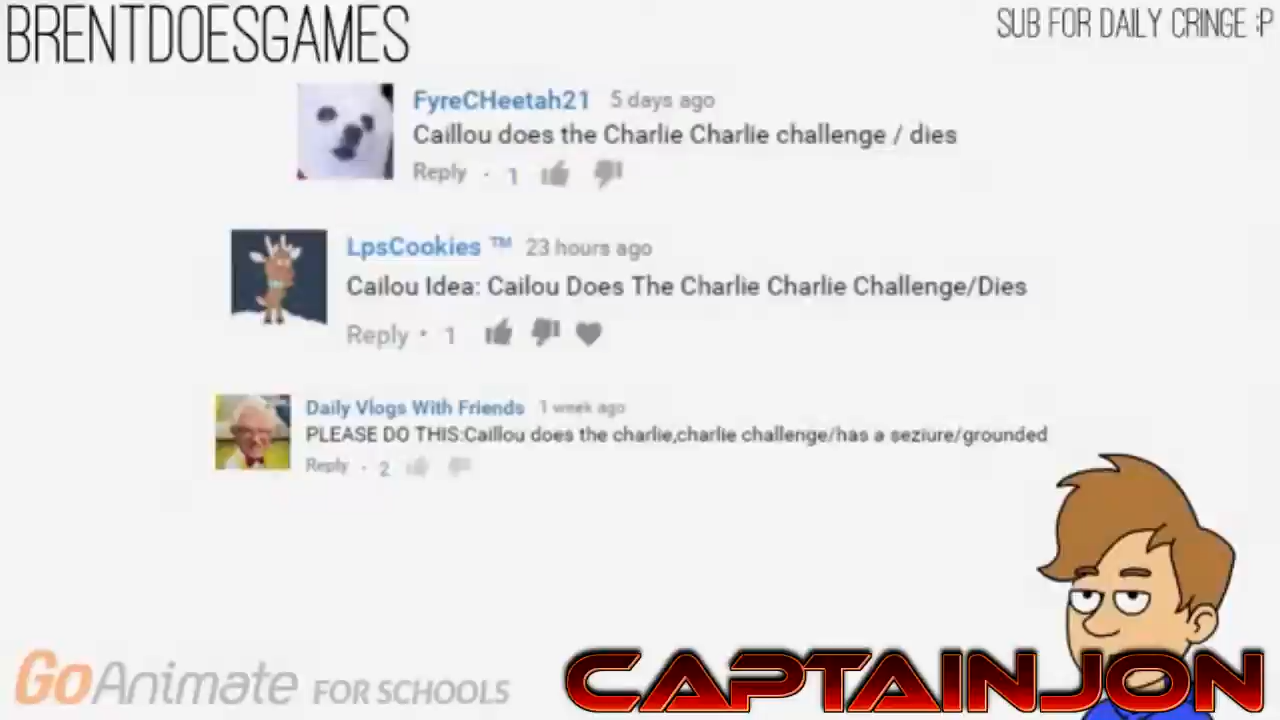 BRENTDOESGAMES
SUB FOR DAILY CRINGE ;P
FyreCHeetah21 5 days ago
Caillou does the Charlie Charlie challenge / dies
Reply · 1
LpsCookies ™ 23 hours ago
Cailou Idea: Cailou Does The Charlie Charlie Challenge/Dies
Reply • 1
Daily Vlogs With Friends 1 week ago
PLEASE DO THIS:Caillou does the charlie,charlie challenge/has a seziure/grounded
Reply · 2
GoAnimate FOR SCHOOLS
CAPTAINJON